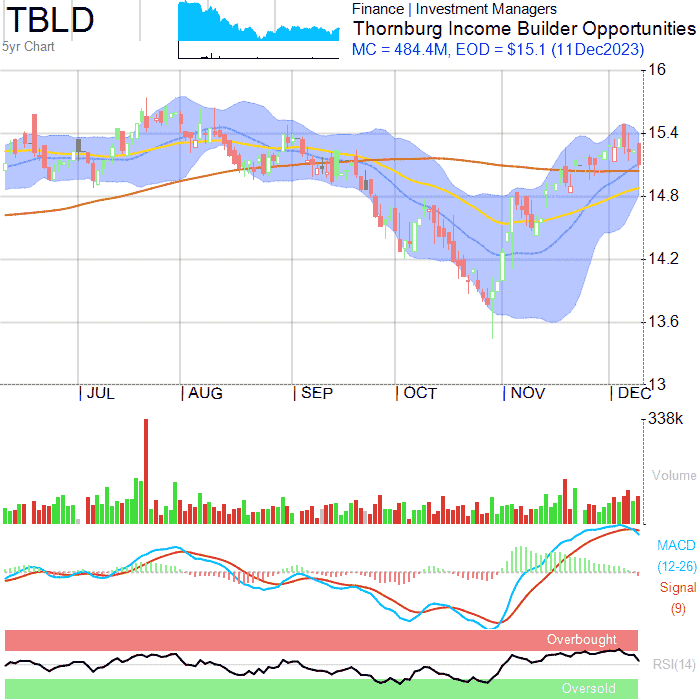 TBLD
5yr Chart
Finance | Investment Managers
Thornburg Income Builder Opportunities
MC = 484.4M, EOD = $15.1 (11Dec2023)
16
15.4
14.8
14.2
13.6
13
| JUL | AUG | SEP | OCT | NOV | DEC
338k
Volume
MACD
(12-26)
Signal
(9)
Overbought
RSI(14)
Oversold